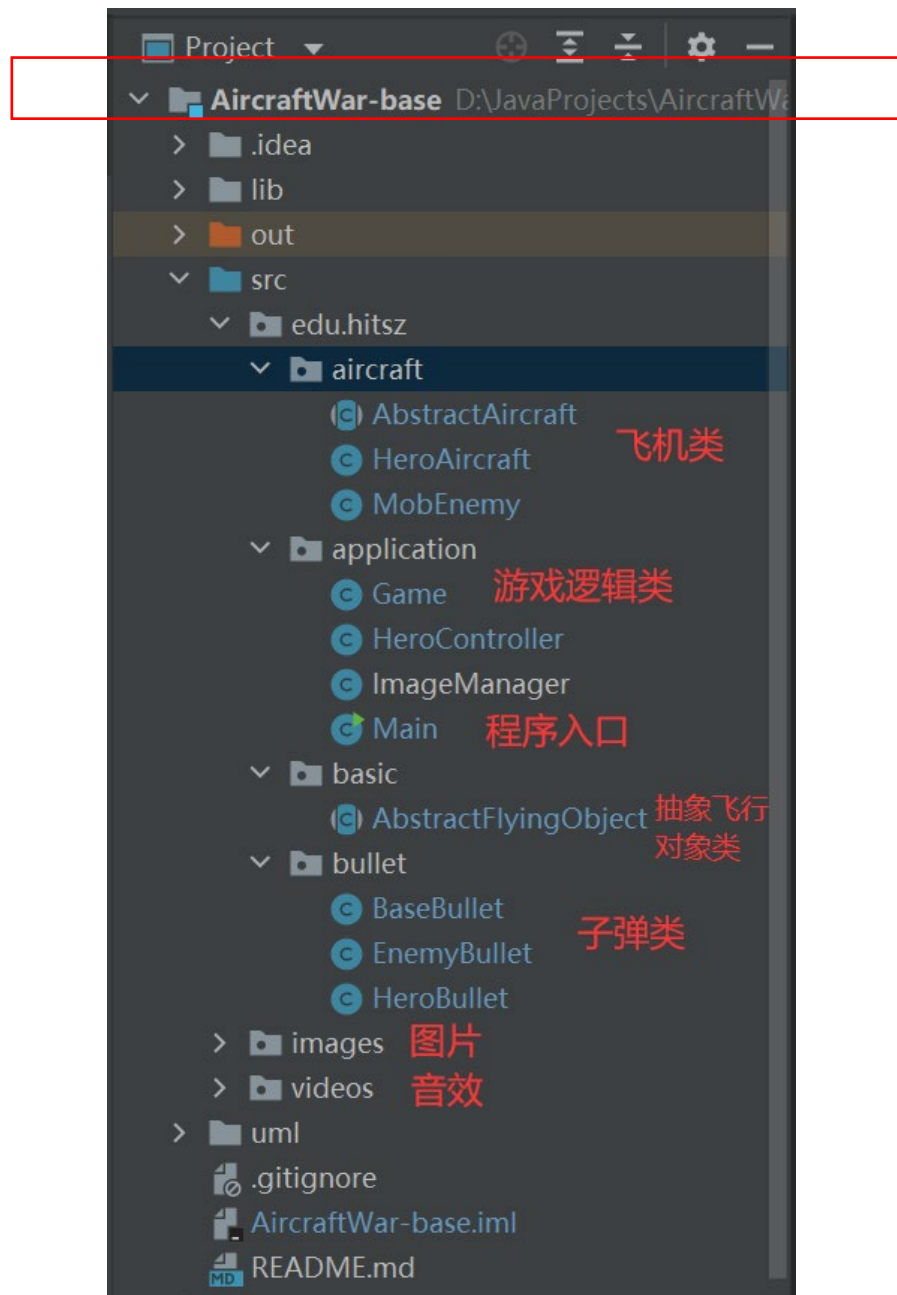 Project
AircraftWar-base D:\JavaProjects\AircraftWa
.idea
lib
out
src
edu.hitsz
aircraft
AbstractAircraft
飞机类
HeroAircraft
MobEnemy
application
Game 游戏逻辑类
HeroController
ImageManager
Main 程序入口
basic
AbstractFlyingObject 抽象飞行
对象类
bullet
BaseBullet
子弹类
EnemyBullet
HeroBullet
images 图片
videos 音效
uml
.gitignore
AircraftWar-base.iml
README.md